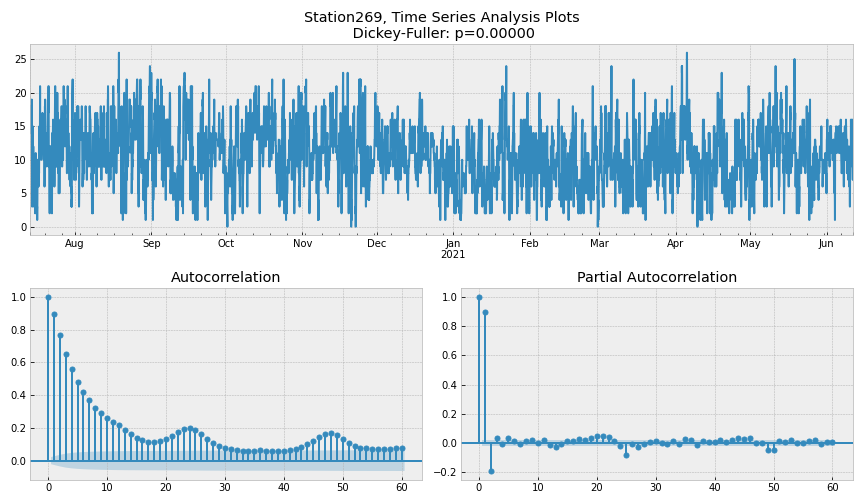 Station269, Time Series Analysis Plots
Dickey-Fuller: p=0.00000
25
20
15
10
5
0
Aug Sep Oct Nov Dec Jan Feb Mar Apr May Jun
2021
Autocorrelation
1.0
0.8
0.6
0.4
0.2
0.0
0 10 20 30 40 50 60
Partial Autocorrelation
1.0
0.8
0.6
0.4
0.2
0.0
−0.2
0 10 20 30 40 50 60